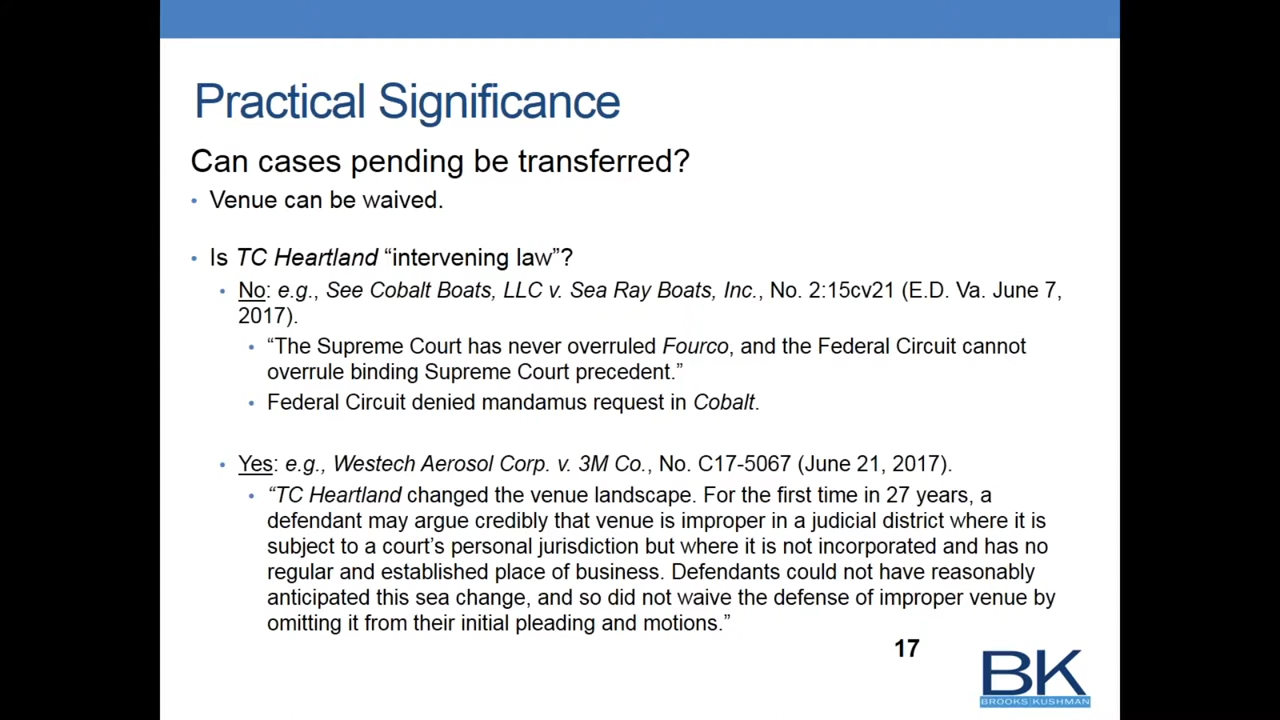 Practical Significance
Can cases pending be transferred?
• Venue can be waived.
• Is TC Heartland “intervening law”?
• No: e.g., See Cobalt Boats, LLC v. Sea Ray Boats, Inc., No. 2:15cv21 (E.D. Va. June 7,
2017).
• “The Supreme Court has never overruled Fourco, and the Federal Circuit cannot
overrule binding Supreme Court precedent.”
• Federal Circuit denied mandamus request in Cobalt.
• Yes: e.g., Westech Aerosol Corp. v. 3M Co., No. C17-5067 (June 21, 2017).
• “TC Heartland changed the venue landscape. For the first time in 27 years, a
defendant may argue credibly that venue is improper in a judicial district where it is
subject to a court’s personal jurisdiction but where it is not incorporated and has no
regular and established place of business. Defendants could not have reasonably
anticipated this sea change, and so did not waive the defense of improper venue by
omitting it from their initial pleading and motions.”
17
BK
BROOKS KUSHMAN